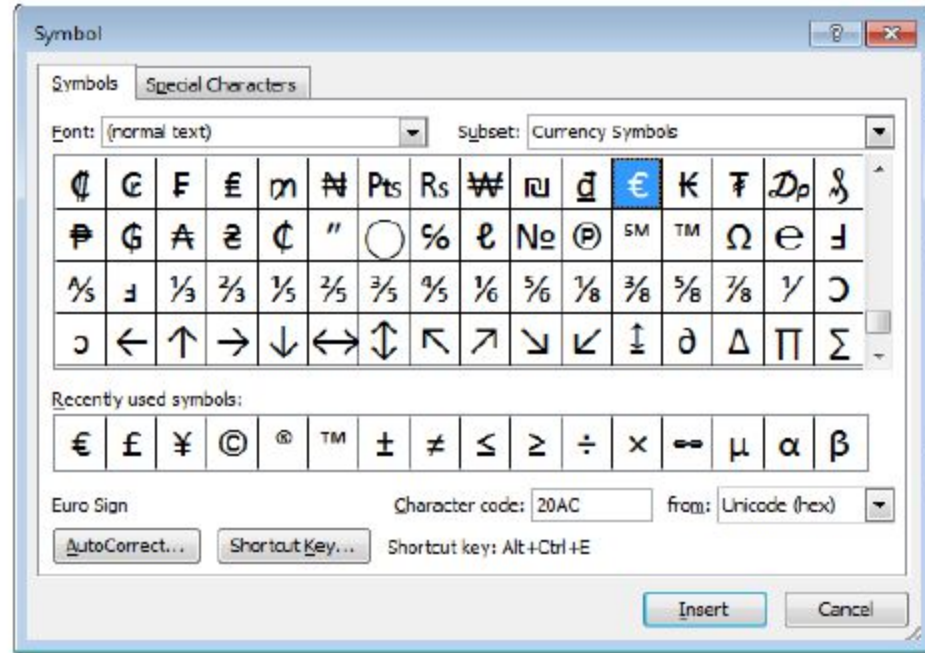 Symbol
Symbols Special Characters
Font: (normal text) Subset: Currency Symbols
₡ ₢ ₣ ₤ ₥ ₦ ₧ ₨ ₩ ₪ ₫ € ₭ ₮ ₯ ₰
₱ ₲ ₳ ₴ ₵ ″ ◯ ℅ ℓ № ℗ ℠ ™ Ω ℮ Ⅎ
⅍ ⅎ ⅓ ⅔ ⅕ ⅖ ⅗ ⅘ ⅙ ⅚ ⅛ ⅜ ⅝ ⅞ ⅟ Ↄ
ↄ ← ↑ → ↓ ↔ ↕ ↖ ↗ ↘ ↙ ↨ ∂ ∆ ∏ ∑
Recently used symbols:
€ £ ¥ © ® ™ ± ≠ ≤ ≥ ÷ × ∞ µ α β
Euro Sign Character code: 20AC from: Unicode (hex)
AutoCorrect... Shortcut Key... Shortcut key: Alt+Ctrl+E
Insert Cancel